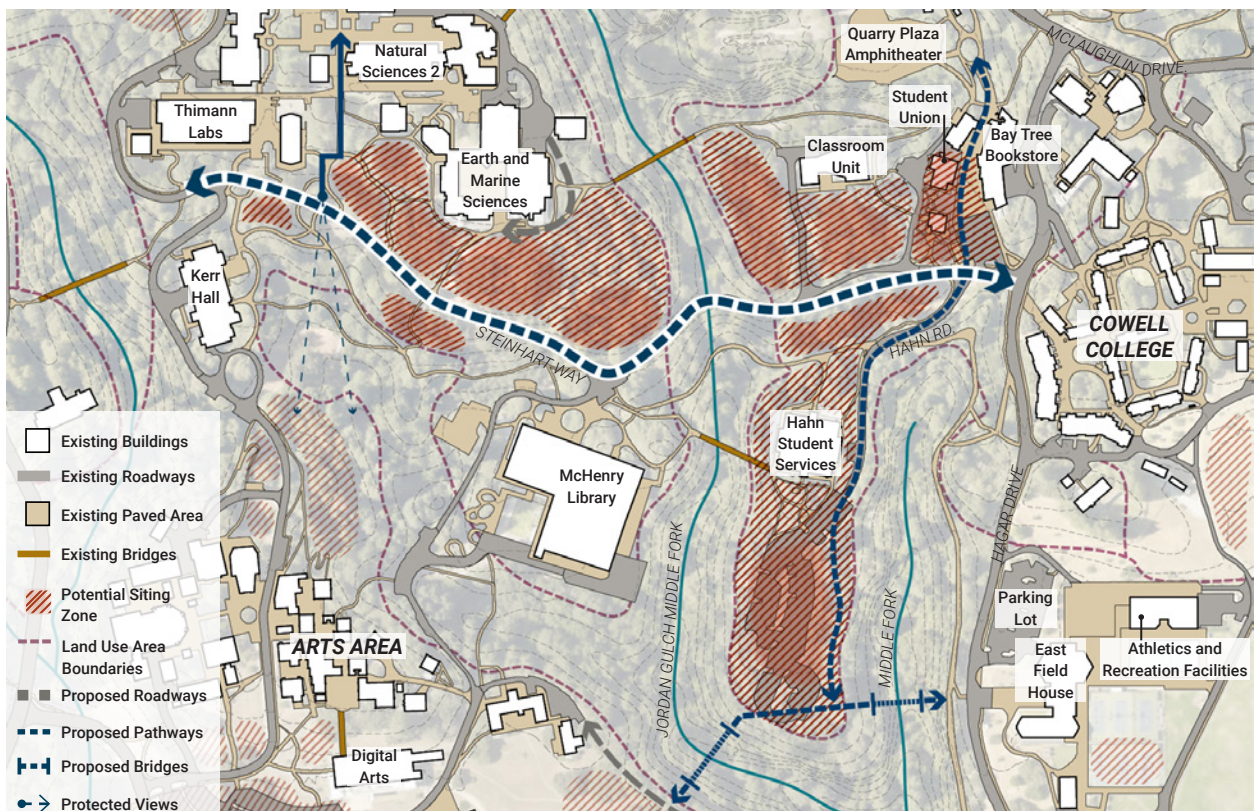 Quarry Plaza
Amphitheater
MCLAUGHLIN DRIVE
Natural
Sciences 2
Thimann
Labs
Student
Union
Bay Tree
Bookstore
Classroom
Unit
Earth and
Marine
Sciences
Kerr
Hall
STEINHART WAY
HAHN RD.
COWELL
COLLEGE
Hahn
Student
Services
McHenry
Library
HAGAR DRIVE
JORDAN GULCH MIDDLE FORK
MIDDLE FORK
Parking
Lot
Athletics and
Recreation Facilities
East
Field
House
ARTS AREA
Digital
Arts
Existing Buildings
Existing Roadways
Existing Paved Area
Existing Bridges
Potential Siting
Zone
Land Use Area
Boundaries
Proposed Roadways
Proposed Pathways
Proposed Bridges
Protected Views